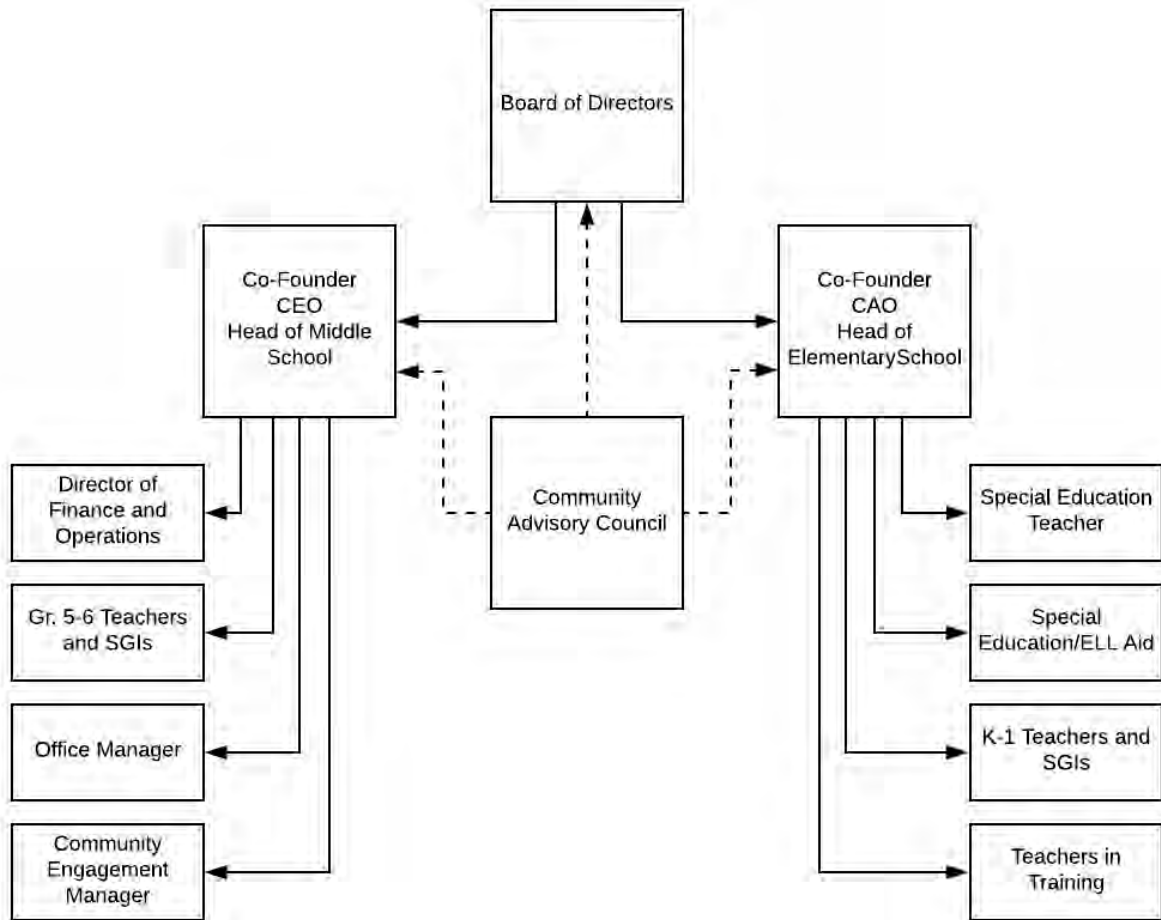 Board of Directors
Co-Founder
CEO
Head of Middle
School
Co-Founder
CAO
Head of
ElementarySchool
Community
Advisory Council
Director of
Finance and
Operations
Gr. 5-6 Teachers
and SGIs
Office Manager
Community
Engagement
Manager
Special Education
Teacher
Special
Education/ELL Aid
K-1 Teachers and
SGIs
Teachers in
Training